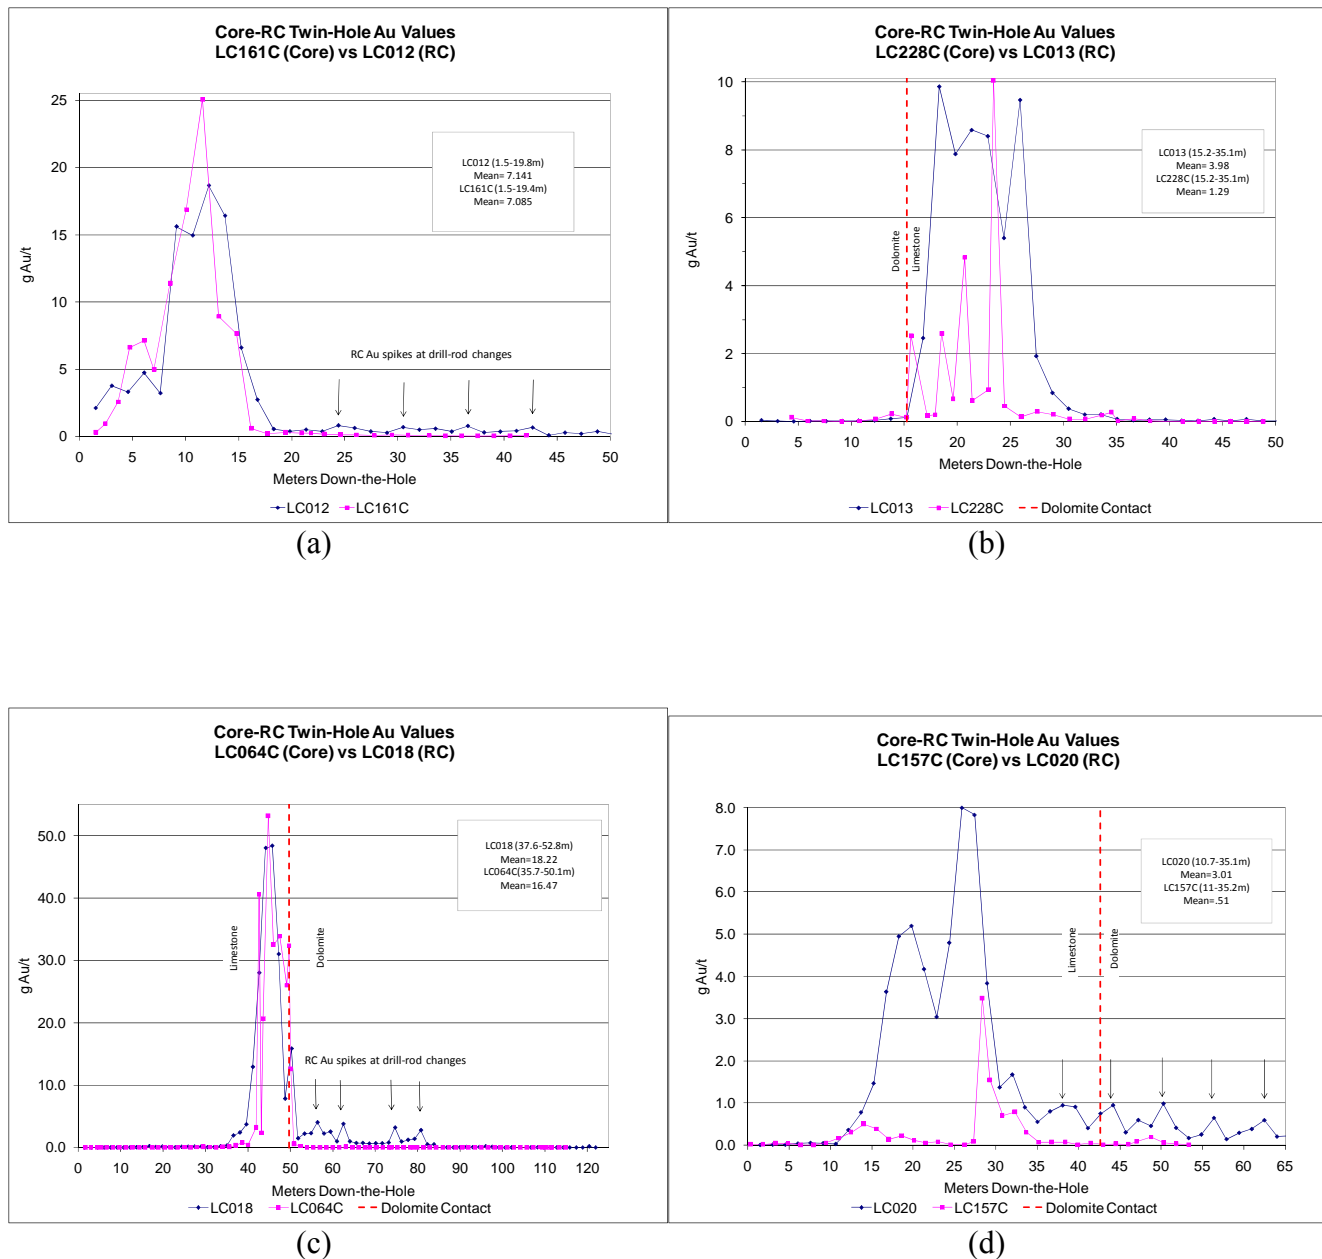 Core-RC Twin-Hole Au Values
LC161C (Core) vs LC012 (RC)
25
20
15
10
5
0
g Au/t
LC012 (1.5-19.8m)
Mean= 7.141
LC161C (1.5-19.4m)
Mean= 7.085
RC Au spikes at drill-rod changes
0 5 10 15 20 25 30 35 40 45 50
Meters Down-the-Hole
LC012 LC161C
(a)
Core-RC Twin-Hole Au Values
LC228C (Core) vs LC013 (RC)
10
8
6
4
2
0
g Au/t
Dolomite
Limestone
LC013 (15.2-35.1m)
Mean= 3.98
LC228C (15.2-35.1m)
Mean= 1.29
0 5 10 15 20 25 30 35 40 45 50
Meters Down-the-Hole
LC013 LC228C Dolomite Contact
(b)
Core-RC Twin-Hole Au Values
LC064C (Core) vs LC018 (RC)
50.0
40.0
30.0
20.0
10.0
0.0
g Au/t
Limestone
Dolomite
LC018 (37.6-52.8m)
Mean=18.22
LC064C(35.7-50.1m)
Mean=16.47
RC Au spikes at drill-rod changes
0 10 20 30 40 50 60 70 80 90 100 110 120
Meters Down-the-Hole
LC018 LC064C Dolomite Contact
(c)
Core-RC Twin-Hole Au Values
LC157C (Core) vs LC020 (RC)
8.0
7.0
6.0
5.0
4.0
3.0
2.0
1.0
0.0
g Au/t
Limestone
Dolomite
LC020 (10.7-35.1m)
Mean=3.01
LC157C (11-35.2m)
Mean=.51
0 5 10 15 20 25 30 35 40 45 50 55 60 65
Meters Down-the-Hole
LC020 LC157C Dolomite Contact
(d)